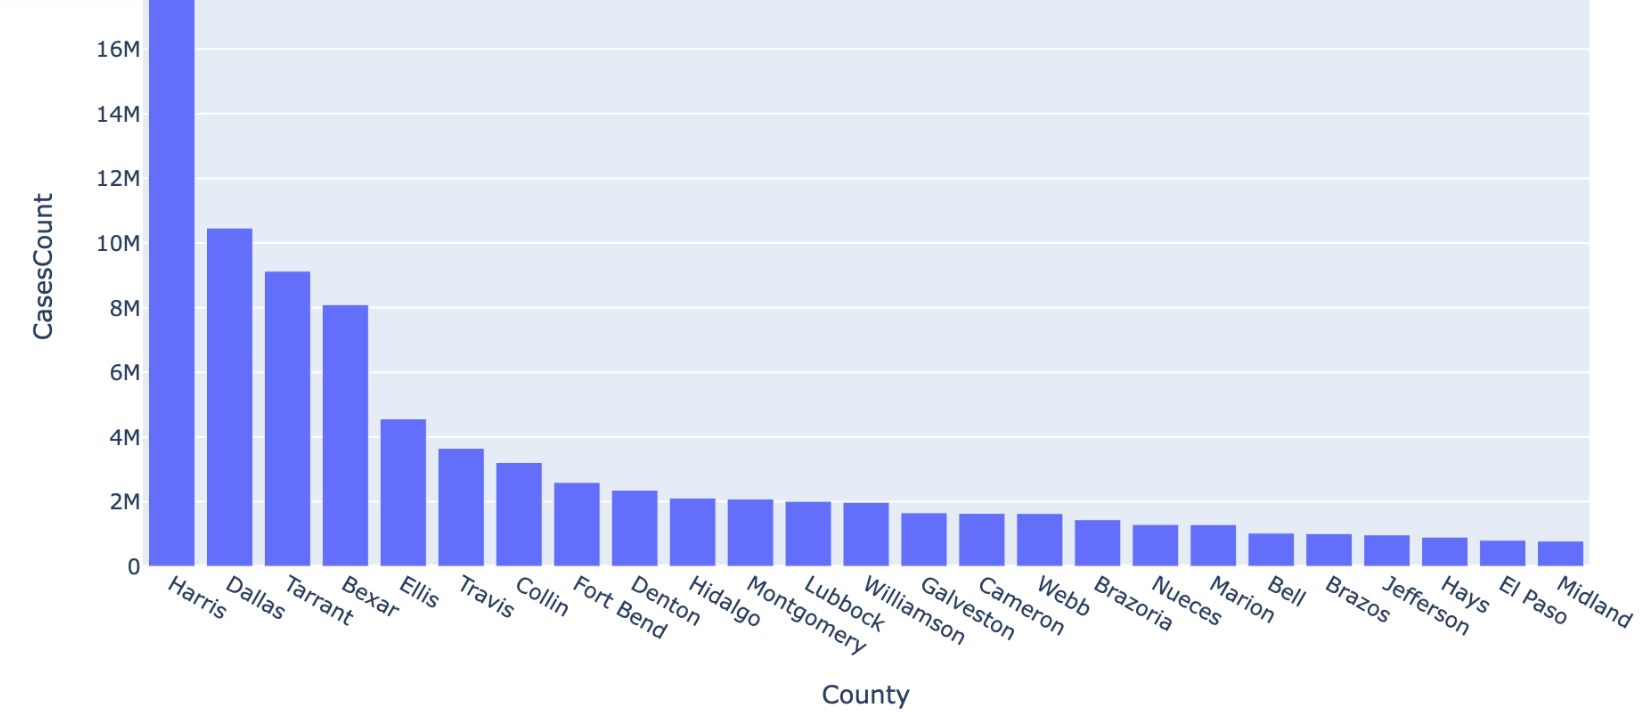 16M
14M
12M
10M
8M
6M
4M
2M
0
CasesCount
Harris
Dallas
Tarrant
Bexar
Ellis
Travis
Collin
Fort Bend
Denton
Hidalgo
Montgomery
Lubbock
Williamson
Galveston
Cameron
Webb
Brazoria
Nueces
Marion
Bell
Brazos
Jefferson
Hays
El Paso
Midland
County